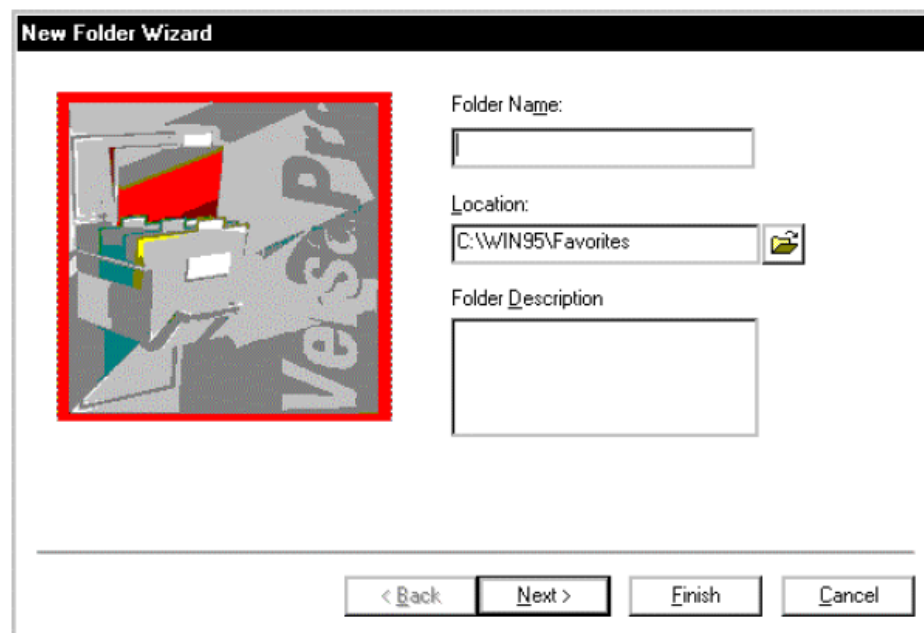 New Folder Wizard
Folder Name:
Location:
C:\WIN95\Favorites
Folder Description
< Back
Next >
Finish
Cancel